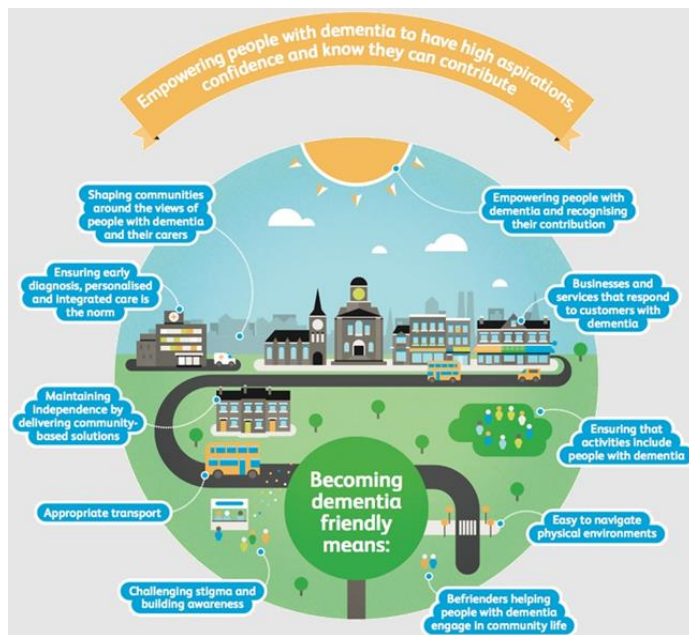 Empowering people with dementia to have high aspirations,
confidence and know they can contribute
Shaping communities
around the views of
people with dementia
and their carers
Empowering people with
dementia and recognising
their contribution
Ensuring early
diagnosis, personalised
and integrated care is
the norm
Businesses and
services that respond
to customers with
dementia
Maintaining
independence by
delivering community-
based solutions
Ensuring that
activities include
people with dementia
Becoming
dementia
friendly
means:
Appropriate transport
Easy to navigate
physical environments
Challenging stigma and
building awareness
Befrienders helping
people with dementia
engage in community life